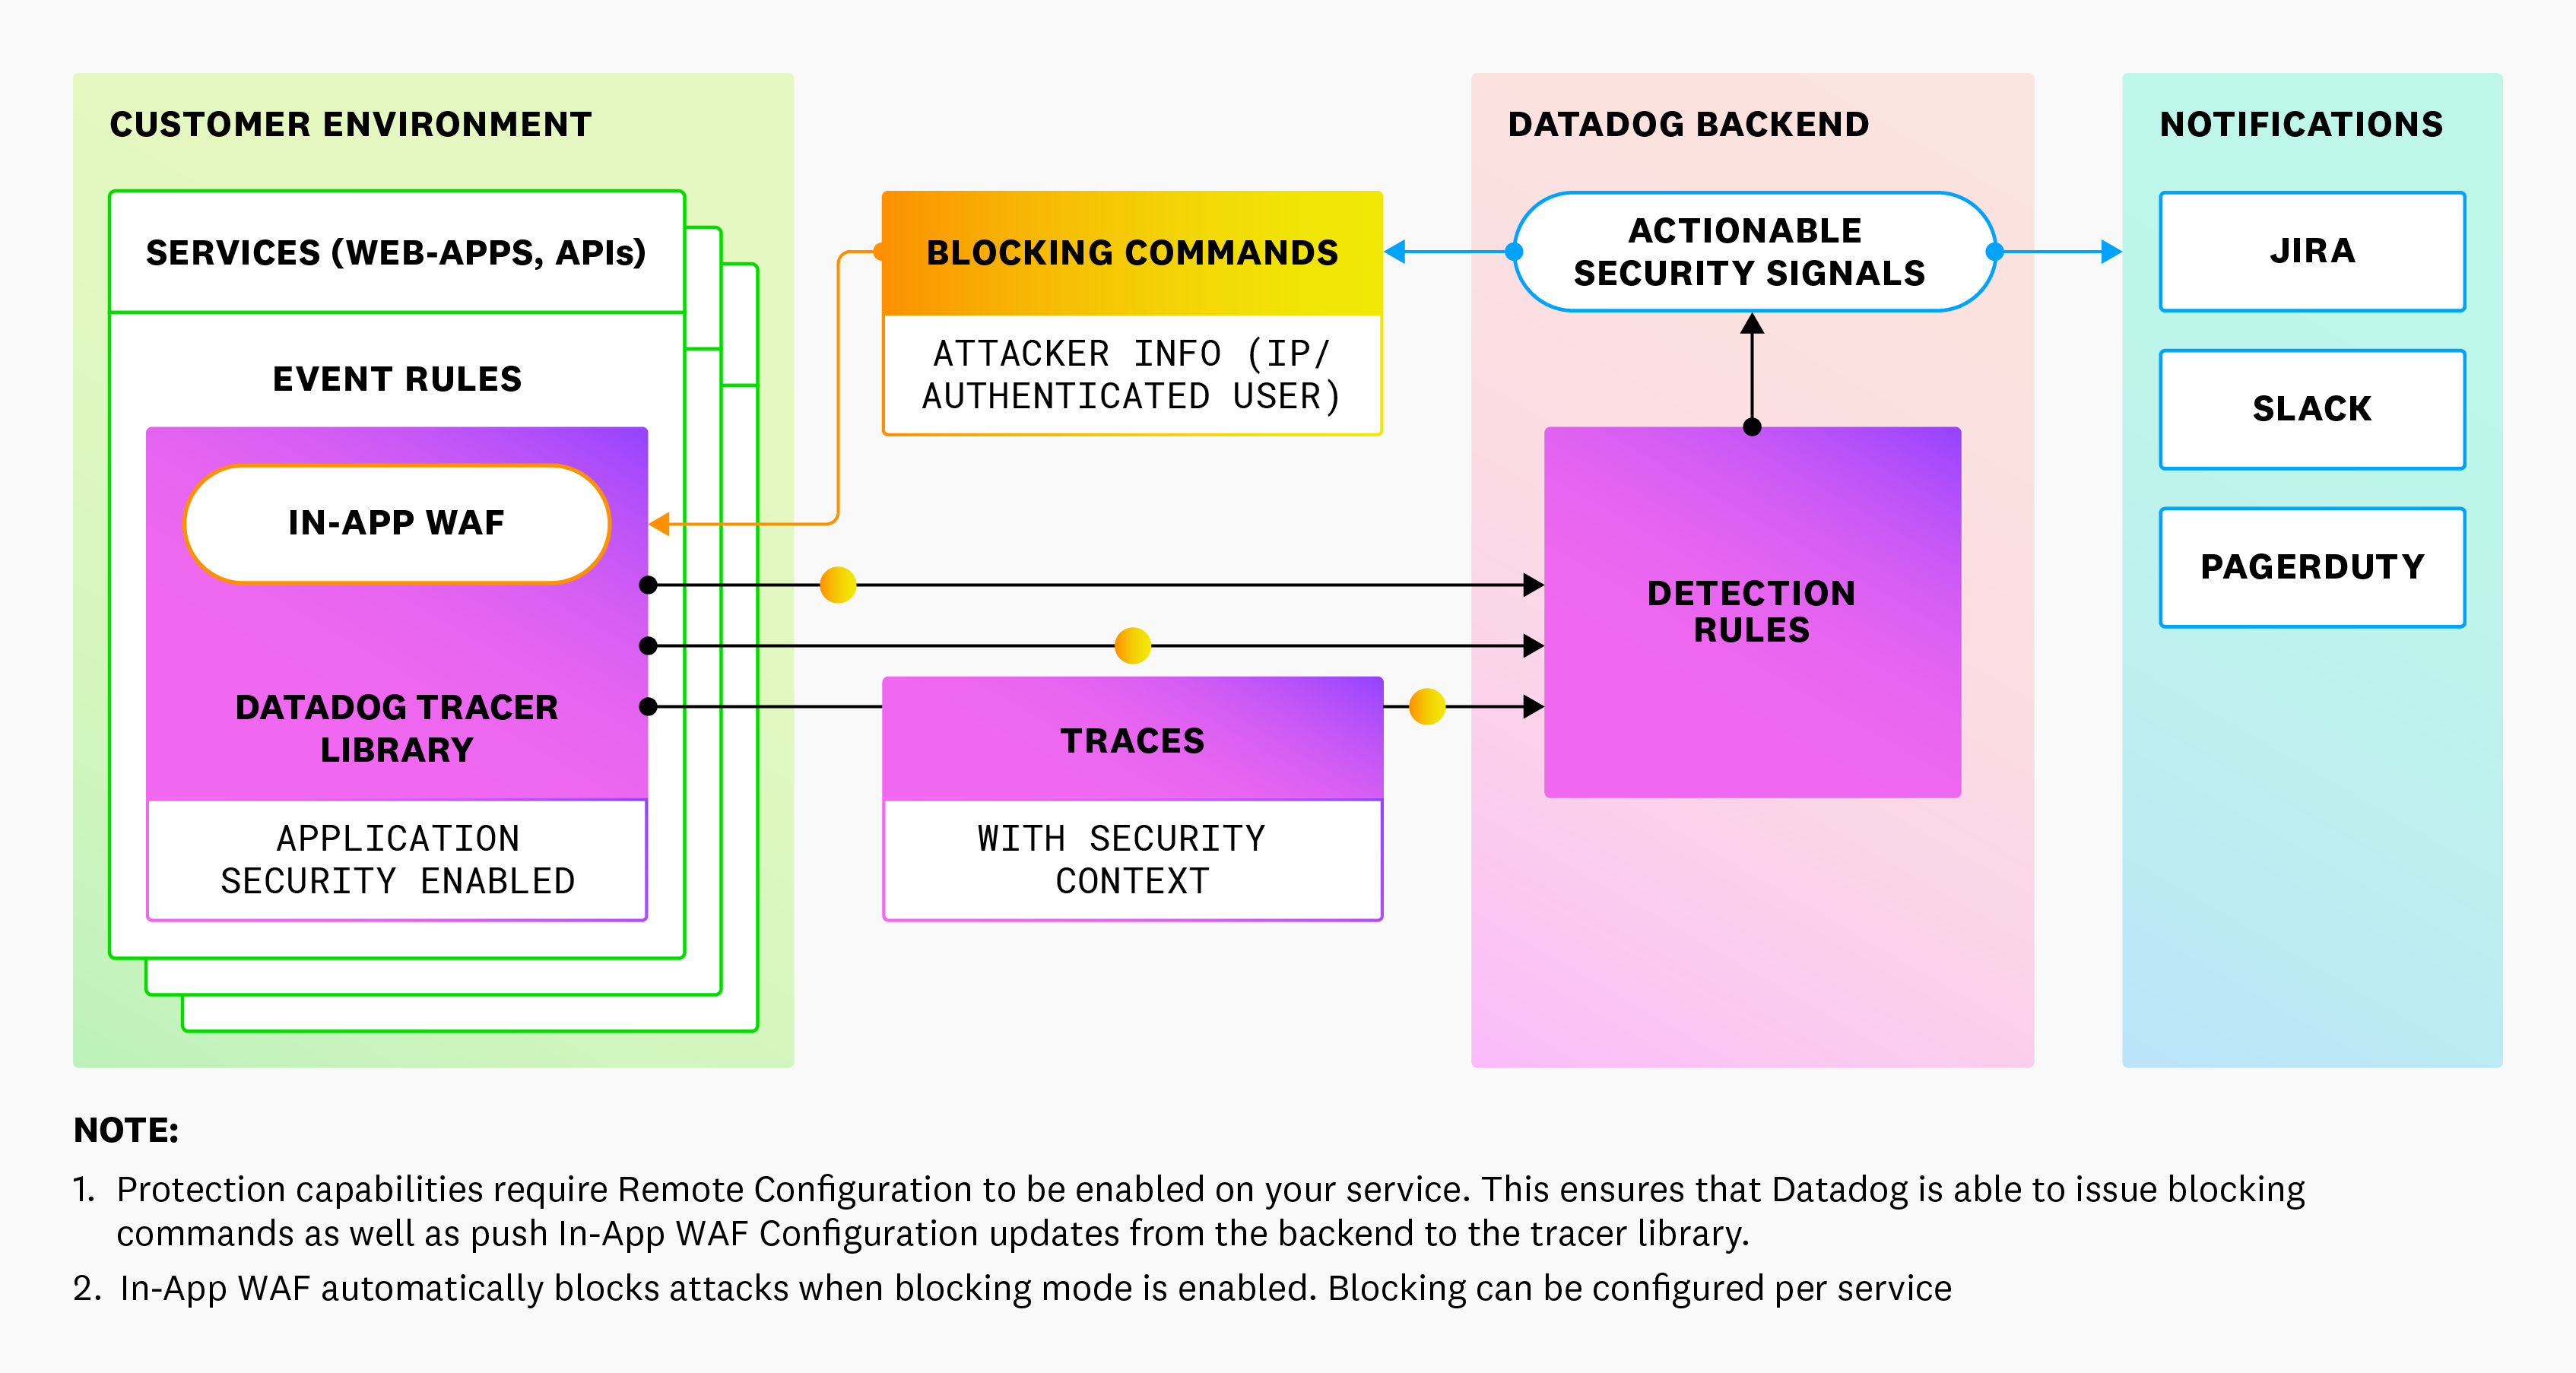 CUSTOMER ENVIRONMENT
SERVICES (WEB-APPS, APIs)
EVENT RULES
IN-APP WAF
DATADOG TRACER
LIBRARY
APPLICATION
SECURITY ENABLED
BLOCKING COMMANDS
ATTACKER INFO (IP/
AUTHENTICATED USER)
TRACES
WITH SECURITY
CONTEXT
DATADOG BACKEND
ACTIONABLE
SECURITY SIGNALS
DETECTION
RULES
NOTIFICATIONS
JIRA
SLACK
PAGERDUTY
NOTE:
1. Protection capabilities require Remote Configuration to be enabled on your service. This ensures that Datadog is able to issue blocking
commands as well as push In-App WAF Configuration updates from the backend to the tracer library.
2. In-App WAF automatically blocks attacks when blocking mode is enabled. Blocking can be configured per service